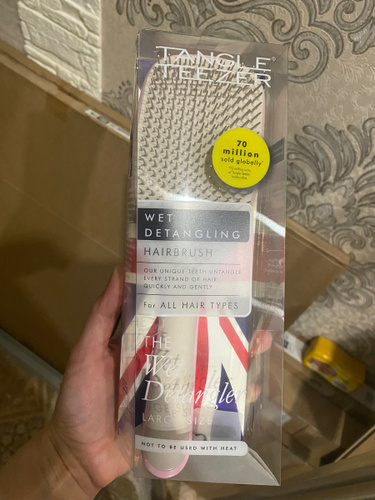 TANGLE
TEEZER
70
million
sold globally*
WET
DETANGLING
HAIRBRUSH
OUR UNIQUE TEETH UNTANGLE
EVERY STRAND OF HAIR
QUICKLY AND GENTLY
For ALL HAIR TYPES
THE
Wet
Detangler
LARGE SIZE
NOT TO BE USED WITH HEAT